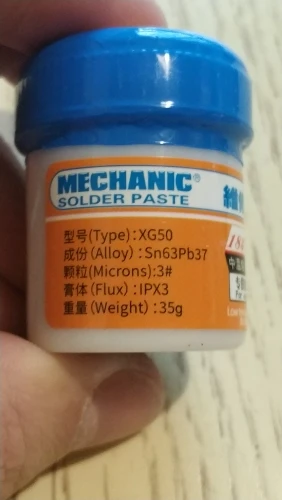 MECHANIC®
SOLDER PASTE
型号(Type):XG50
成份(Alloy):Sn63Pb37
颗粒(Microns):3#
膏体(Flux):IPX3
重量(Weight):35g
維